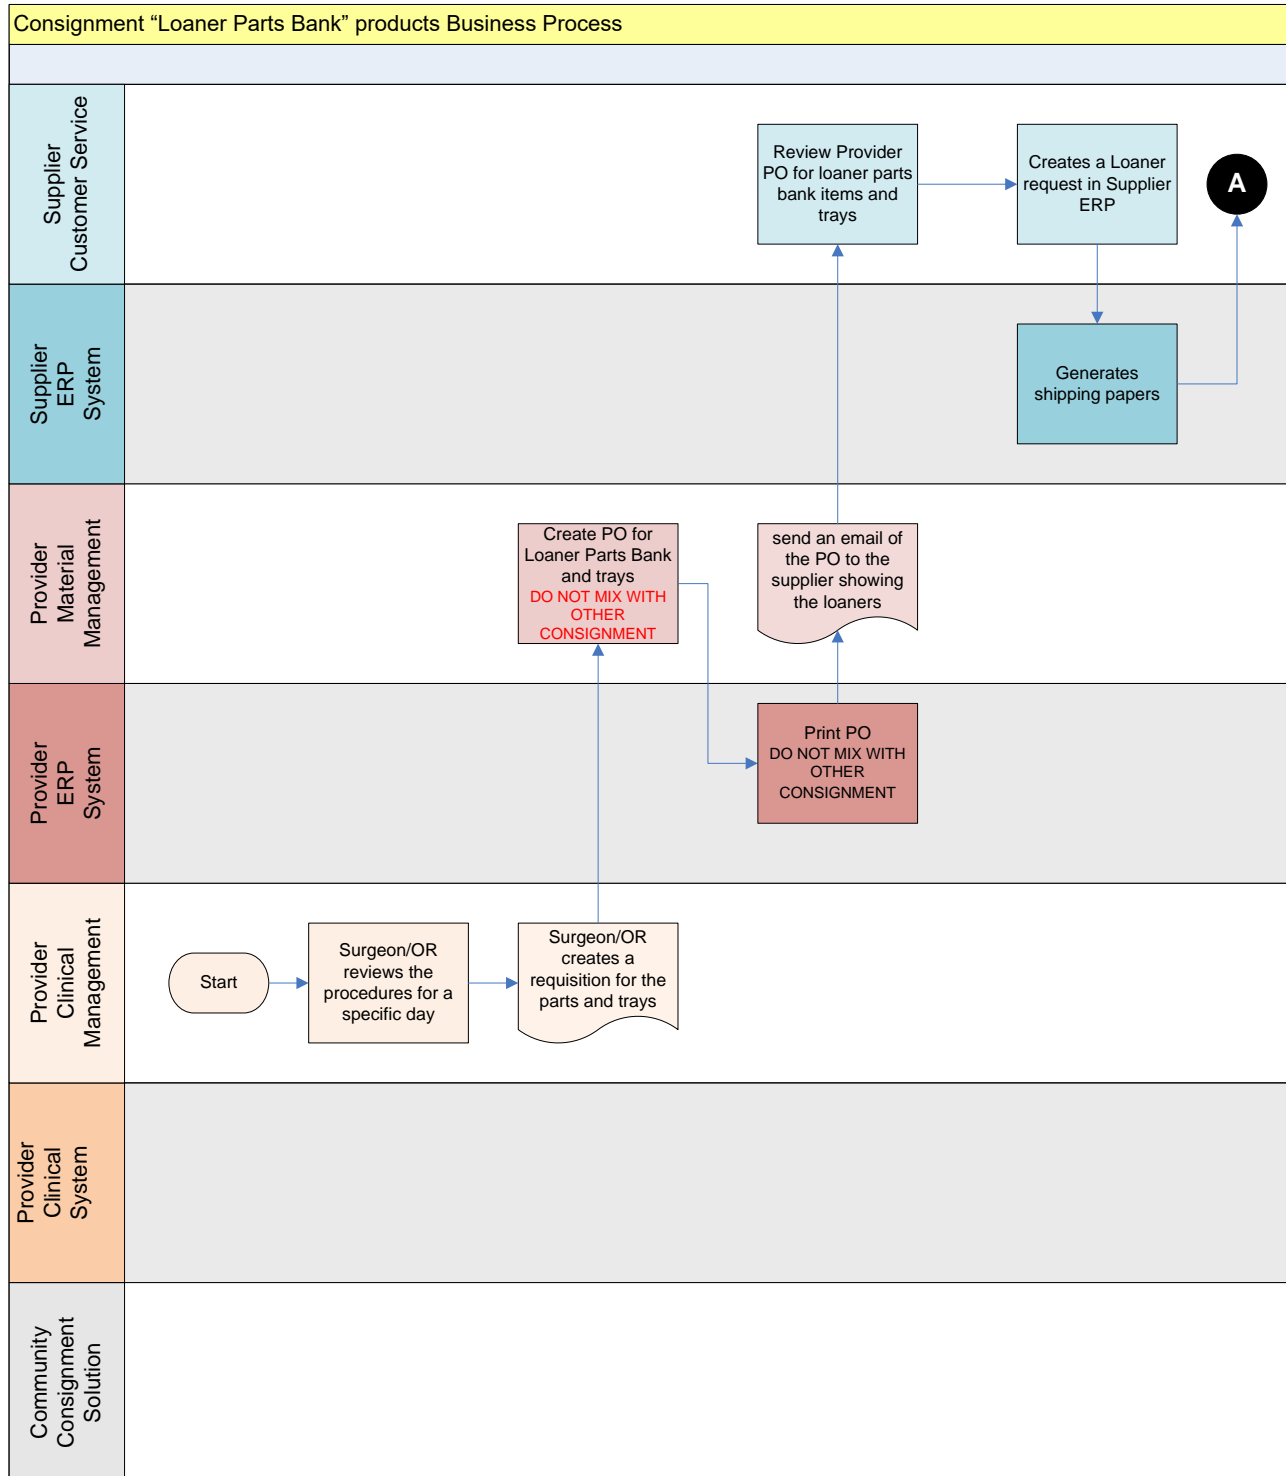 Consignment “Loaner Parts Bank” products Business Process
Supplier
Customer Service
Review Provider
PO for loaner parts
bank items and
trays
Creates a Loaner
request in Supplier
ERP
A
Supplier
ERP
System
Generates
shipping papers
Provider
Material
Management
Create PO for
Loaner Parts Bank
and trays
DO NOT MIX WITH
OTHER
CONSIGNMENT
send an email of
the PO to the
supplier showing
the loaners
Provider
ERP
System
Print PO
DO NOT MIX WITH
OTHER
CONSIGNMENT
Provider
Clinical
Management
Start
Surgeon/OR
reviews the
procedures for a
specific day
Surgeon/OR
creates a
requisition for the
parts and trays
Provider
Clinical
System
Community
Consignment
Solution